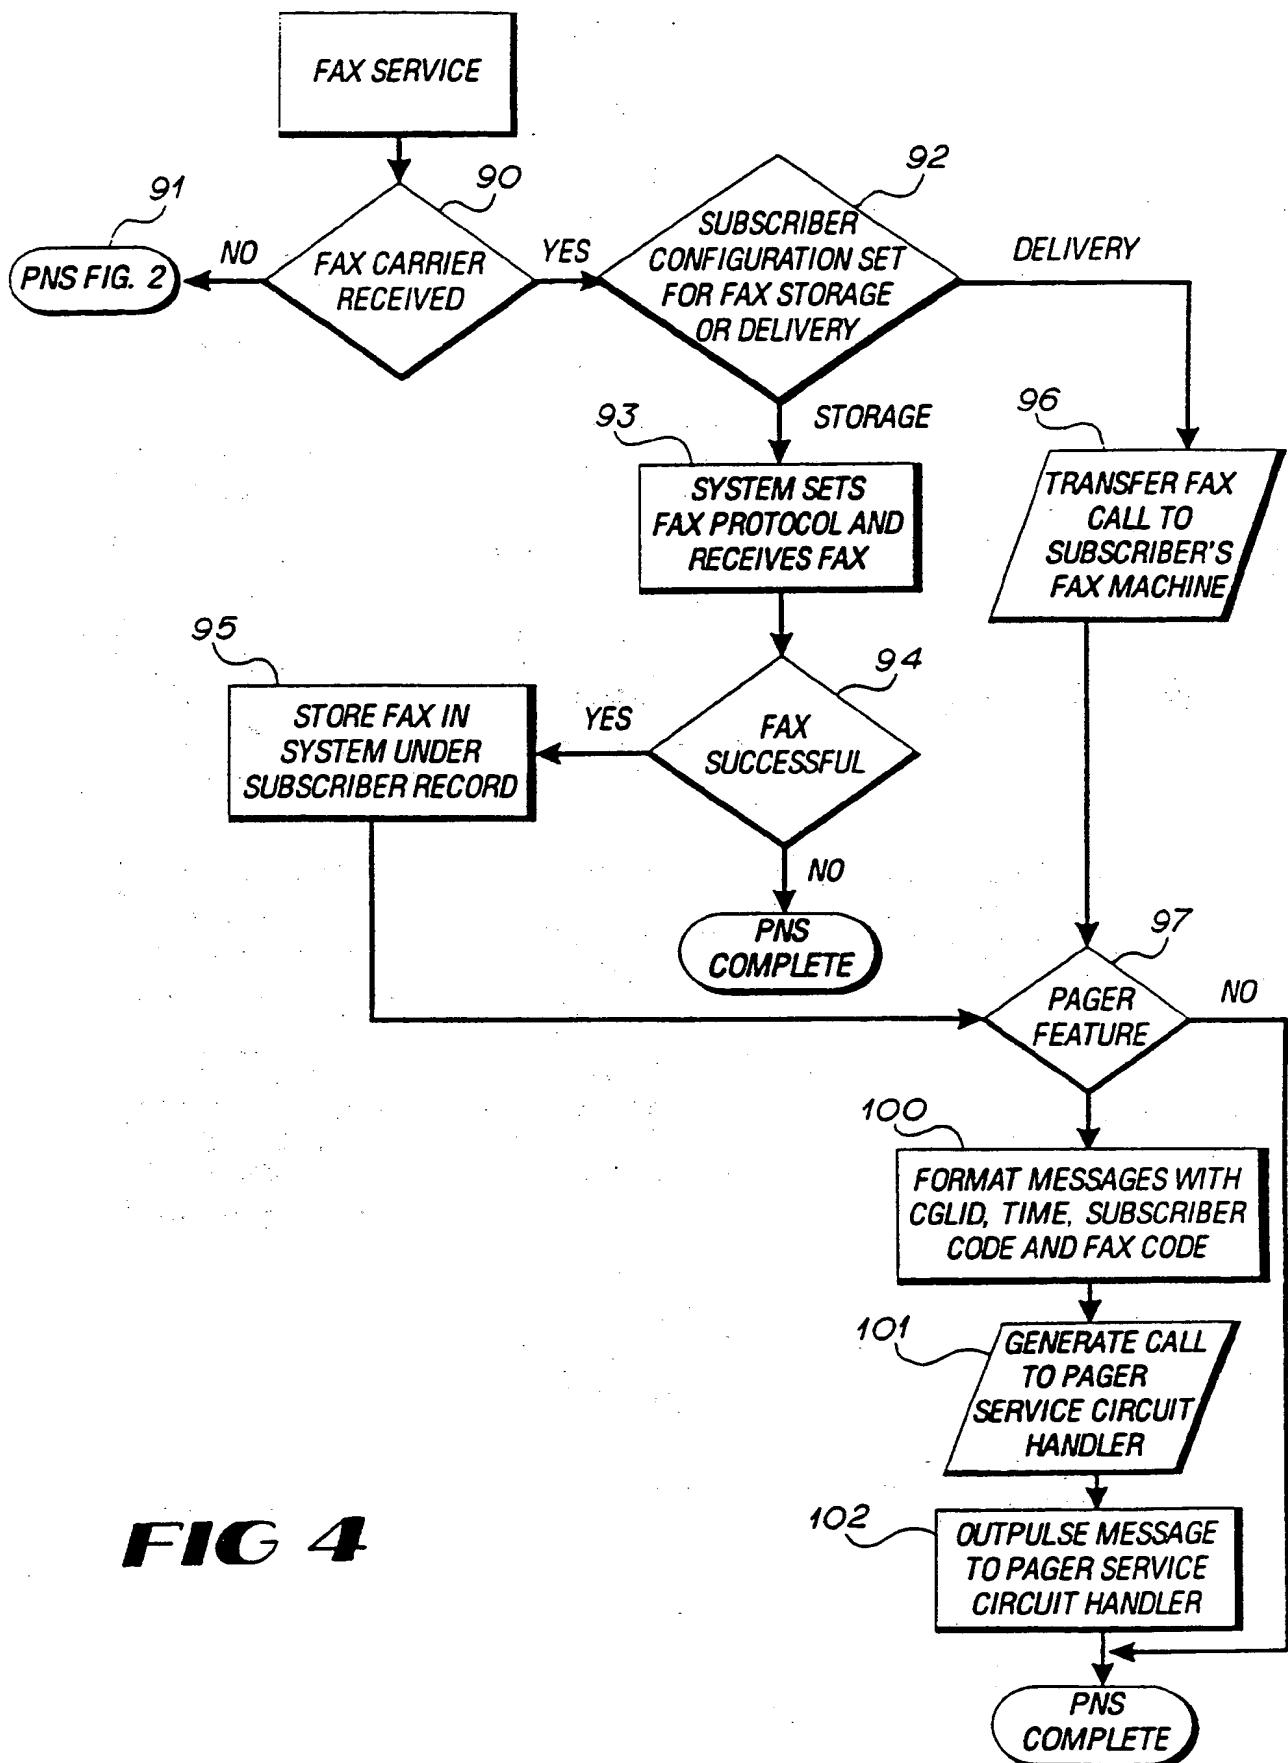 FAX SERVICE
90
92
91
NO
YES
DELIVERY
PNS FIG. 2
FAX CARRIER
RECEIVED
SUBSCRIBER
CONFIGURATION SET
FOR FAX STORAGE
OR DELIVERY
STORAGE
93
96
SYSTEM SETS
FAX PROTOCOL AND
RECEIVES FAX
TRANSFER FAX
CALL TO
SUBSCRIBER'S
FAX MACHINE
95
94
STORE FAX IN
SYSTEM UNDER
SUBSCRIBER RECORD
YES
FAX
SUCCESSFUL
NO
PNS
COMPLETE
97
PAGER
FEATURE
NO
100
FORMAT MESSAGES WITH
CGLID, TIME, SUBSCRIBER
CODE AND FAX CODE
101
GENERATE CALL
TO PAGER
SERVICE CIRCUIT
HANDLER
102
OUTPULSE MESSAGE
TO PAGER SERVICE
CIRCUIT HANDLER
FIG 4
PNS
COMPLETE